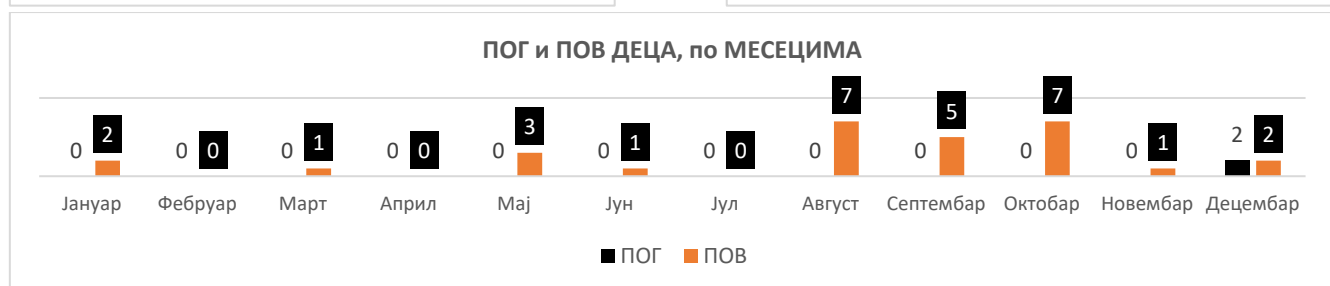 ПОГ и ПОВ ДЕЦА, по МЕСЕЦИМА
0 2 0 0 0 1 0 0 0 3 0 1 0 0 0 7 0 5 0 7 0 1 2 2
Јануар Фебруар Март Април Мај Јун Јул Август Септембар Октобар Новембар Децембар
ПОГ ПОВ